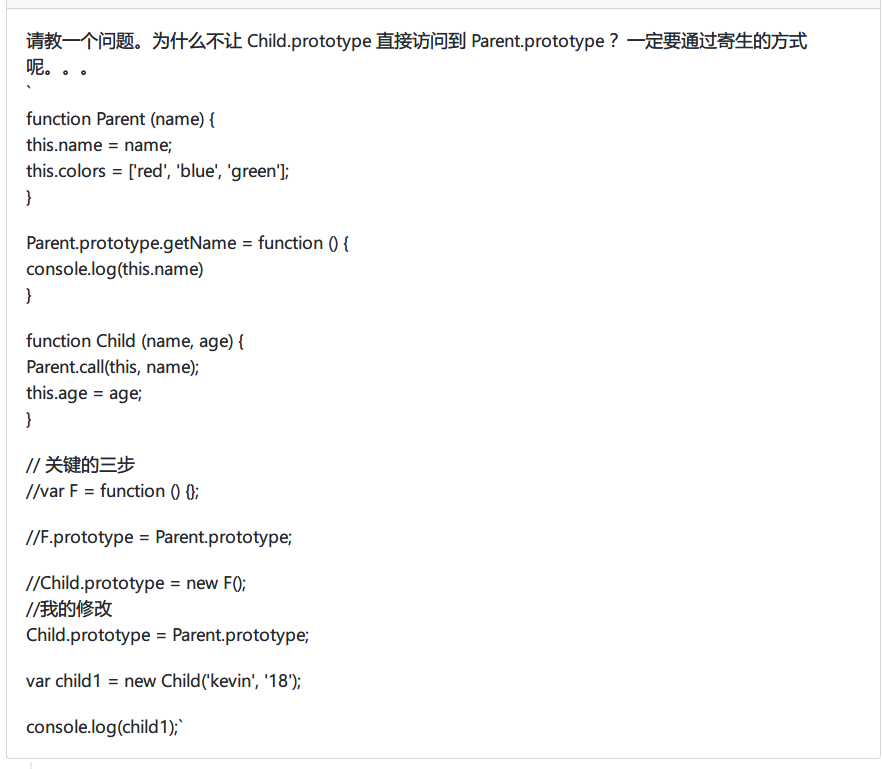 请教一个问题。为什么不让 Child.prototype 直接访问到 Parent.prototype ？一定要通过寄生的方式
呢。。。
`
function Parent (name) {
this.name = name;
this.colors = ['red', 'blue', 'green'];
}
Parent.prototype.getName = function () {
console.log(this.name)
}
function Child (name, age) {
Parent.call(this, name);
this.age = age;
}
// 关键的三步
//var F = function () {};
//F.prototype = Parent.prototype;
//Child.prototype = new F();
//我的修改
Child.prototype = Parent.prototype;
var child1 = new Child('kevin', '18');
console.log(child1);`